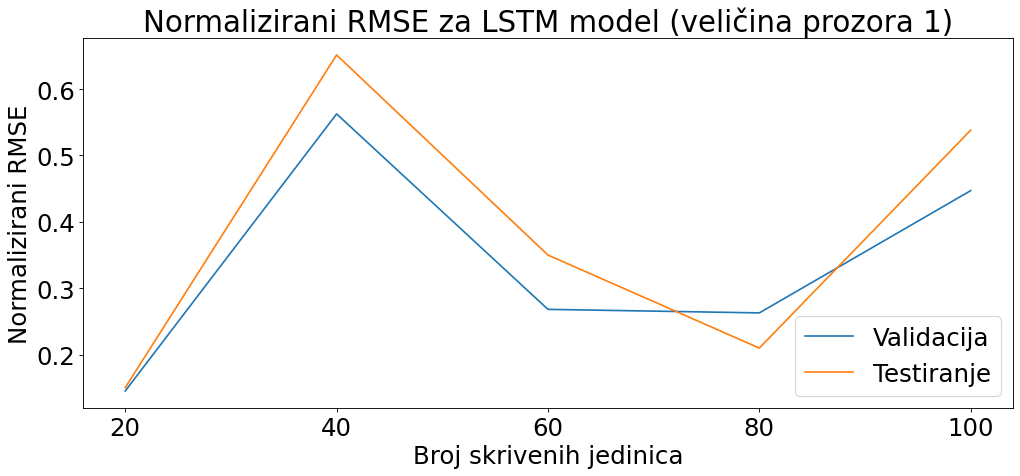 Normalizirani RMSE za LSTM model (veličina prozora 1)
Normalizirani RMSE
0.6
0.5
0.4
0.3
0.2
Validacija
Testiranje
20 40 60 80 100
Broj skrivenih jedinica